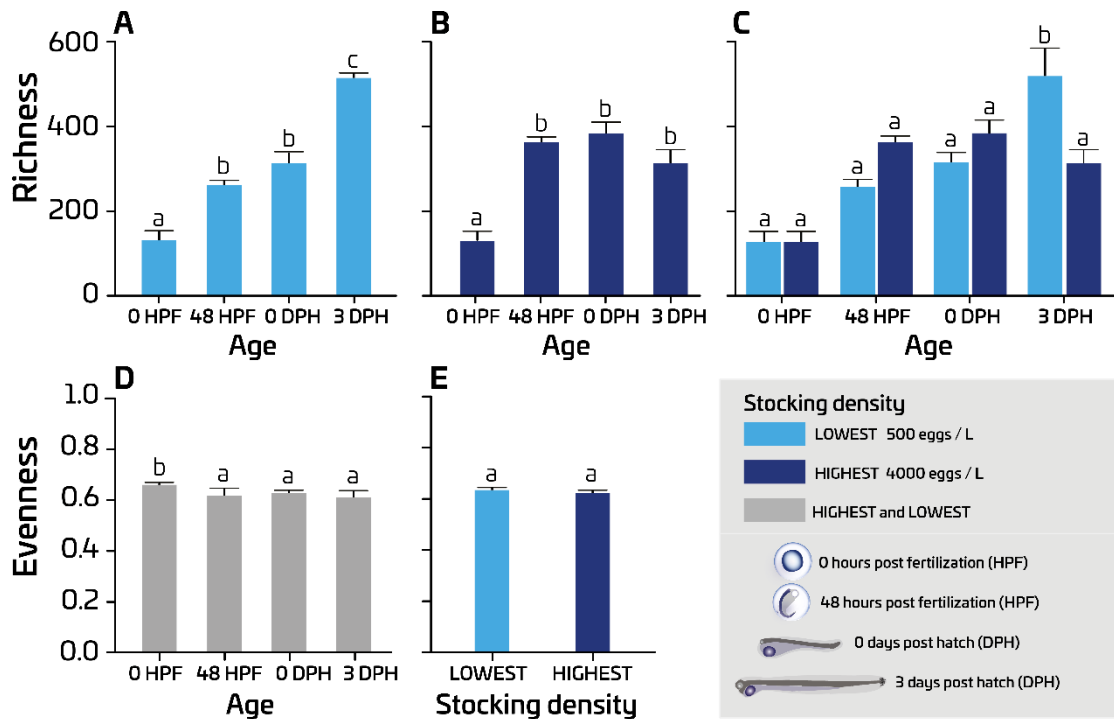 A
B
C
600
400
200
0
Richness
a
b
b
c
0 HPF 48 HPF 0 DPH 3 DPH
Age
a
b
b
b
0 HPF 48 HPF 0 DPH 3 DPH
Age
a
a
a
a
a
a
b
a
0 HPF 48 HPF 0 DPH 3 DPH
Age
D
E
1.0
0.8
0.6
0.4
0.2
0.0
Evenness
b
a
a
a
0 HPF 48 HPF 0 DPH 3 DPH
Age
a
a
LOWEST HIGHEST
Stocking density
Stocking density
LOWEST 500 eggs / L
HIGHEST 4000 eggs / L
HIGHEST and LOWEST
0 hours post fertilization (HPF)
48 hours post fertilization (HPF)
0 days post hatch (DPH)
3 days post hatch (DPH)